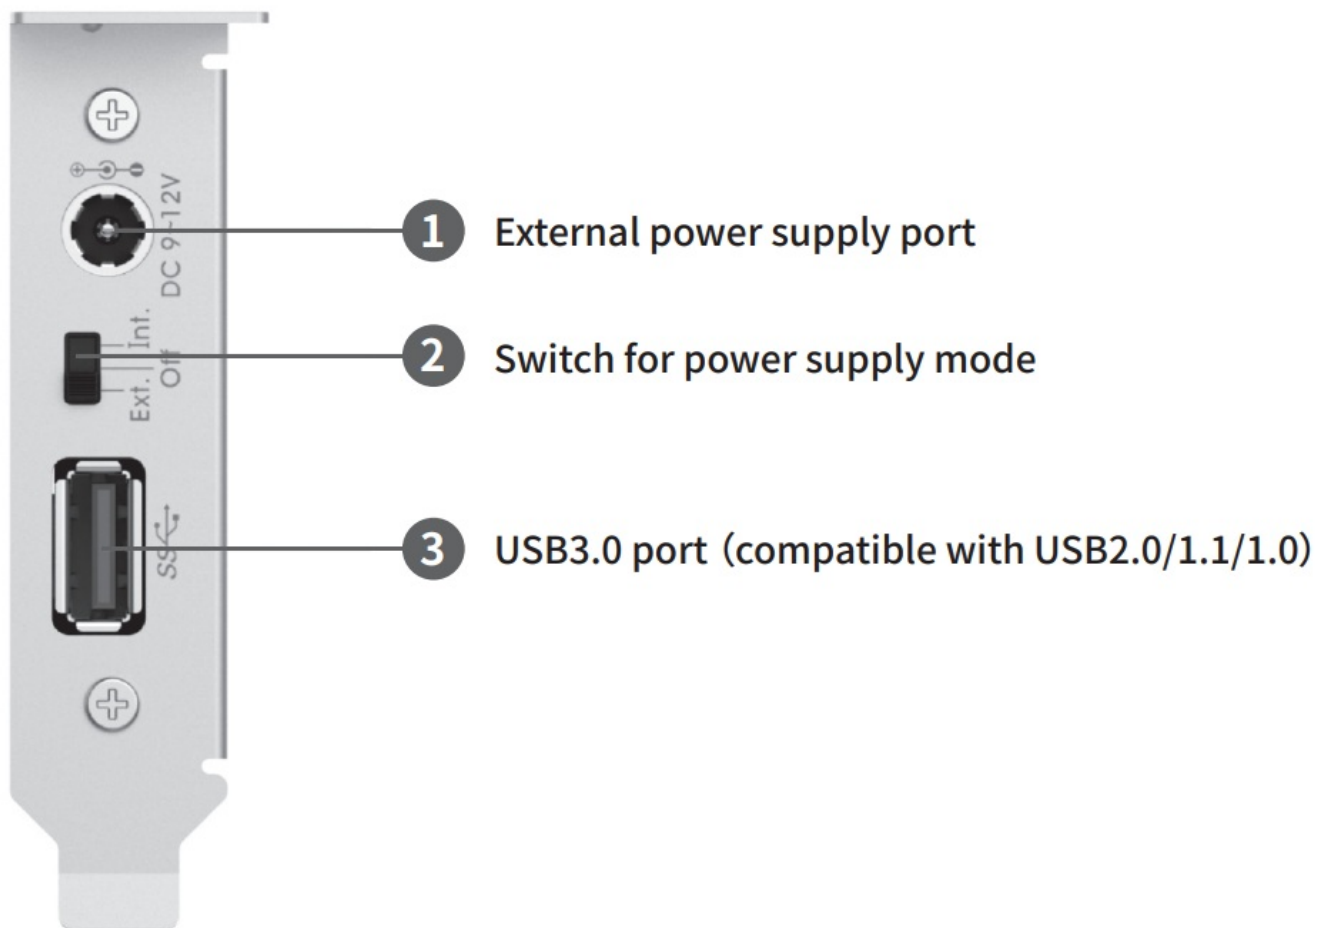 DC 9~12V
1 External power supply port
Int.
Off
Ext.
2 Switch for power supply mode
SS
3 USB3.0 port (compatible with USB2.0/1.1/1.0)